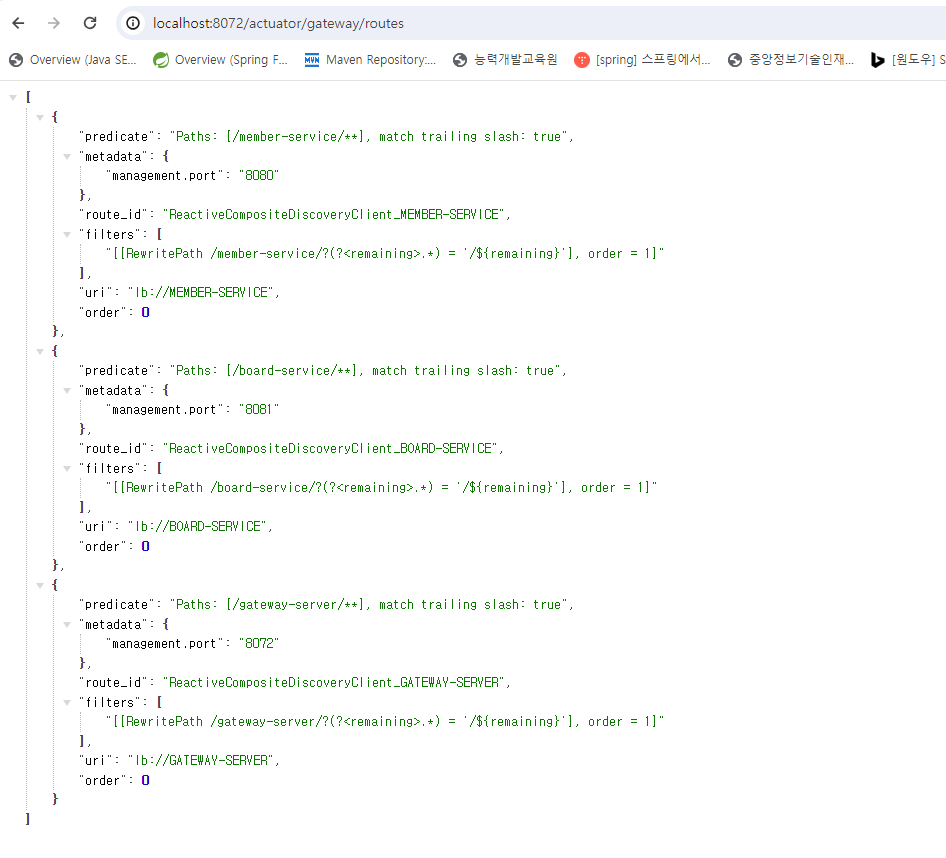 localhost:8072/actuator/gateway/routes
Overview (Java SE... Overview (Spring F... MVN Maven Repository:... 능력개발교육원 [spring] 스프링에서... 중앙정보기술인재... [윈도우] S
[
{
"predicate": "Paths: [/member-service/**], match trailing slash: true",
"metadata": {
"management.port": "8080"
},
"route_id": "ReactiveCompositeDiscoveryClient_MEMBER-SERVICE",
"filters": [
"[[RewritePath /member-service/?(?<remaining>.*) = '/${remaining}'], order = 1]"
],
"uri": "lb://MEMBER-SERVICE",
"order": 0
},
{
"predicate": "Paths: [/board-service/**], match trailing slash: true",
"metadata": {
"management.port": "8081"
},
"route_id": "ReactiveCompositeDiscoveryClient_BOARD-SERVICE",
"filters": [
"[[RewritePath /board-service/?(?<remaining>.*) = '/${remaining}'], order = 1]"
],
"uri": "lb://BOARD-SERVICE",
"order": 0
},
{
"predicate": "Paths: [/gateway-server/**], match trailing slash: true",
"metadata": {
"management.port": "8072"
},
"route_id": "ReactiveCompositeDiscoveryClient_GATEWAY-SERVER",
"filters": [
"[[RewritePath /gateway-server/?(?<remaining>.*) = '/${remaining}'], order = 1]"
],
"uri": "lb://GATEWAY-SERVER",
"order": 0
}
]